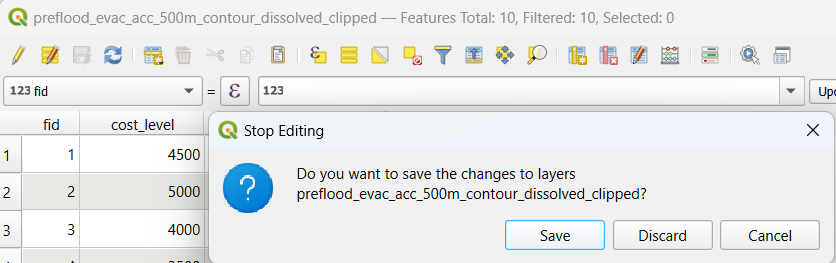 preflood_evac_acc_500m_contour_dissolved_clipped — Features Total: 10, Filtered: 10, Selected: 0
123 fid = ε 123
fid cost_level
1 1 4500
2 2 5000
3 3 4000
Stop Editing
Do you want to save the changes to layers
preflood_evac_acc_500m_contour_dissolved_clipped?
Save Discard Cancel